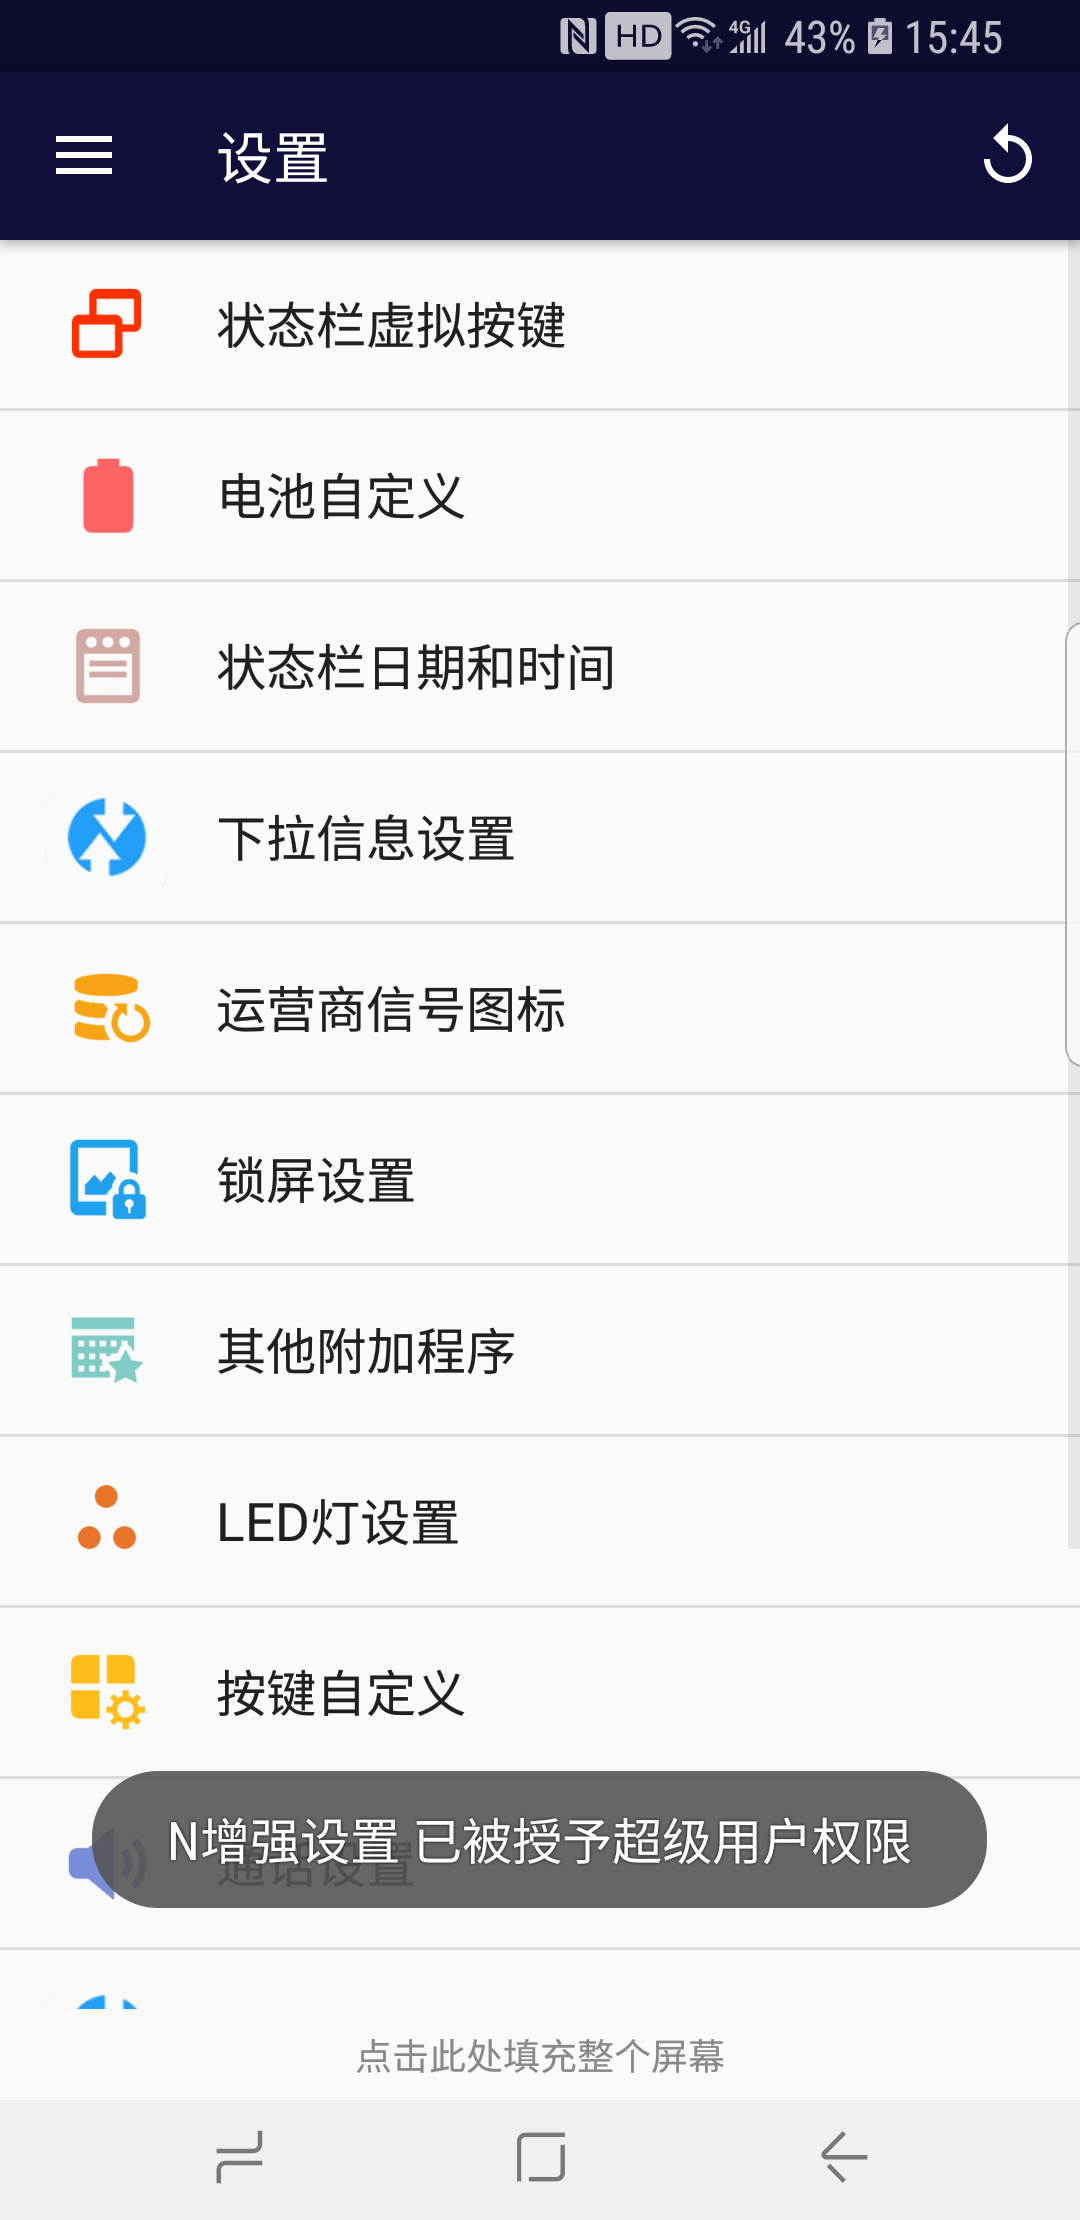 HD 4G 43% 15:45
设置
状态栏虚拟按键
电池自定义
状态栏日期和时间
下拉信息设置
运营商信号图标
锁屏设置
其他附加程序
LED灯设置
按键自定义
通话设置
N增强设置 已被授予超级用户权限
点击此处填充整个屏幕